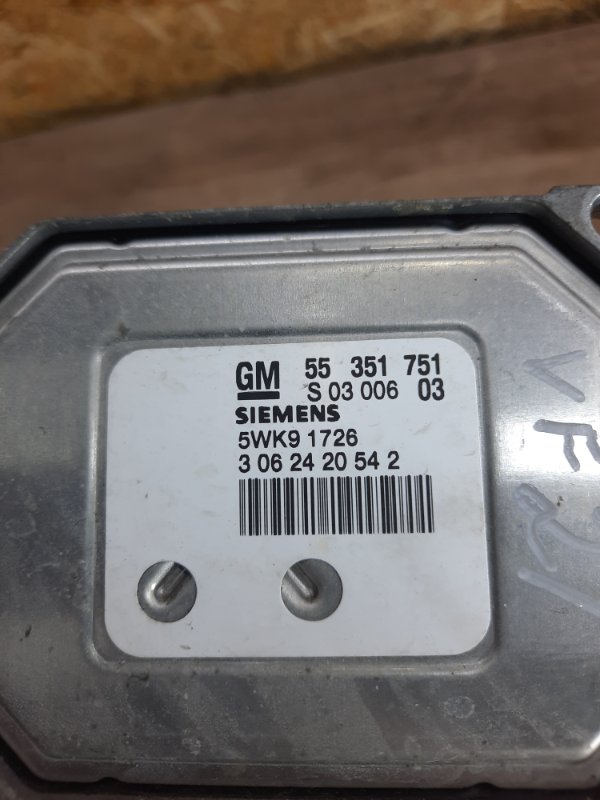 GM 55 351 751
S 03 006 03
SIEMENS
5WK9 1726
3 06 24 20 54 2
V
F